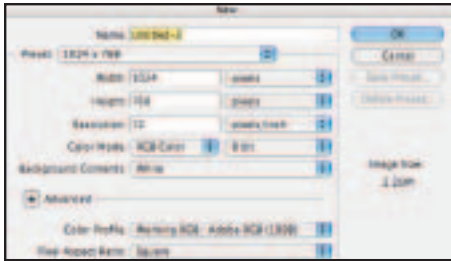 New
Name: Untitled-2
OK
Preset: 1024 x 768
Cancel
Width: 1024 pixels
Save Preset...
Height: 768 pixels
Delete Preset...
Resolution: 72 pixels/inch
Color Mode: RGB Color 8 bit
Background Contents: White
Image Size:
Advanced
Color Profile: Working RGB: Adobe RGB (1998)
Pixel Aspect Ratio: Square